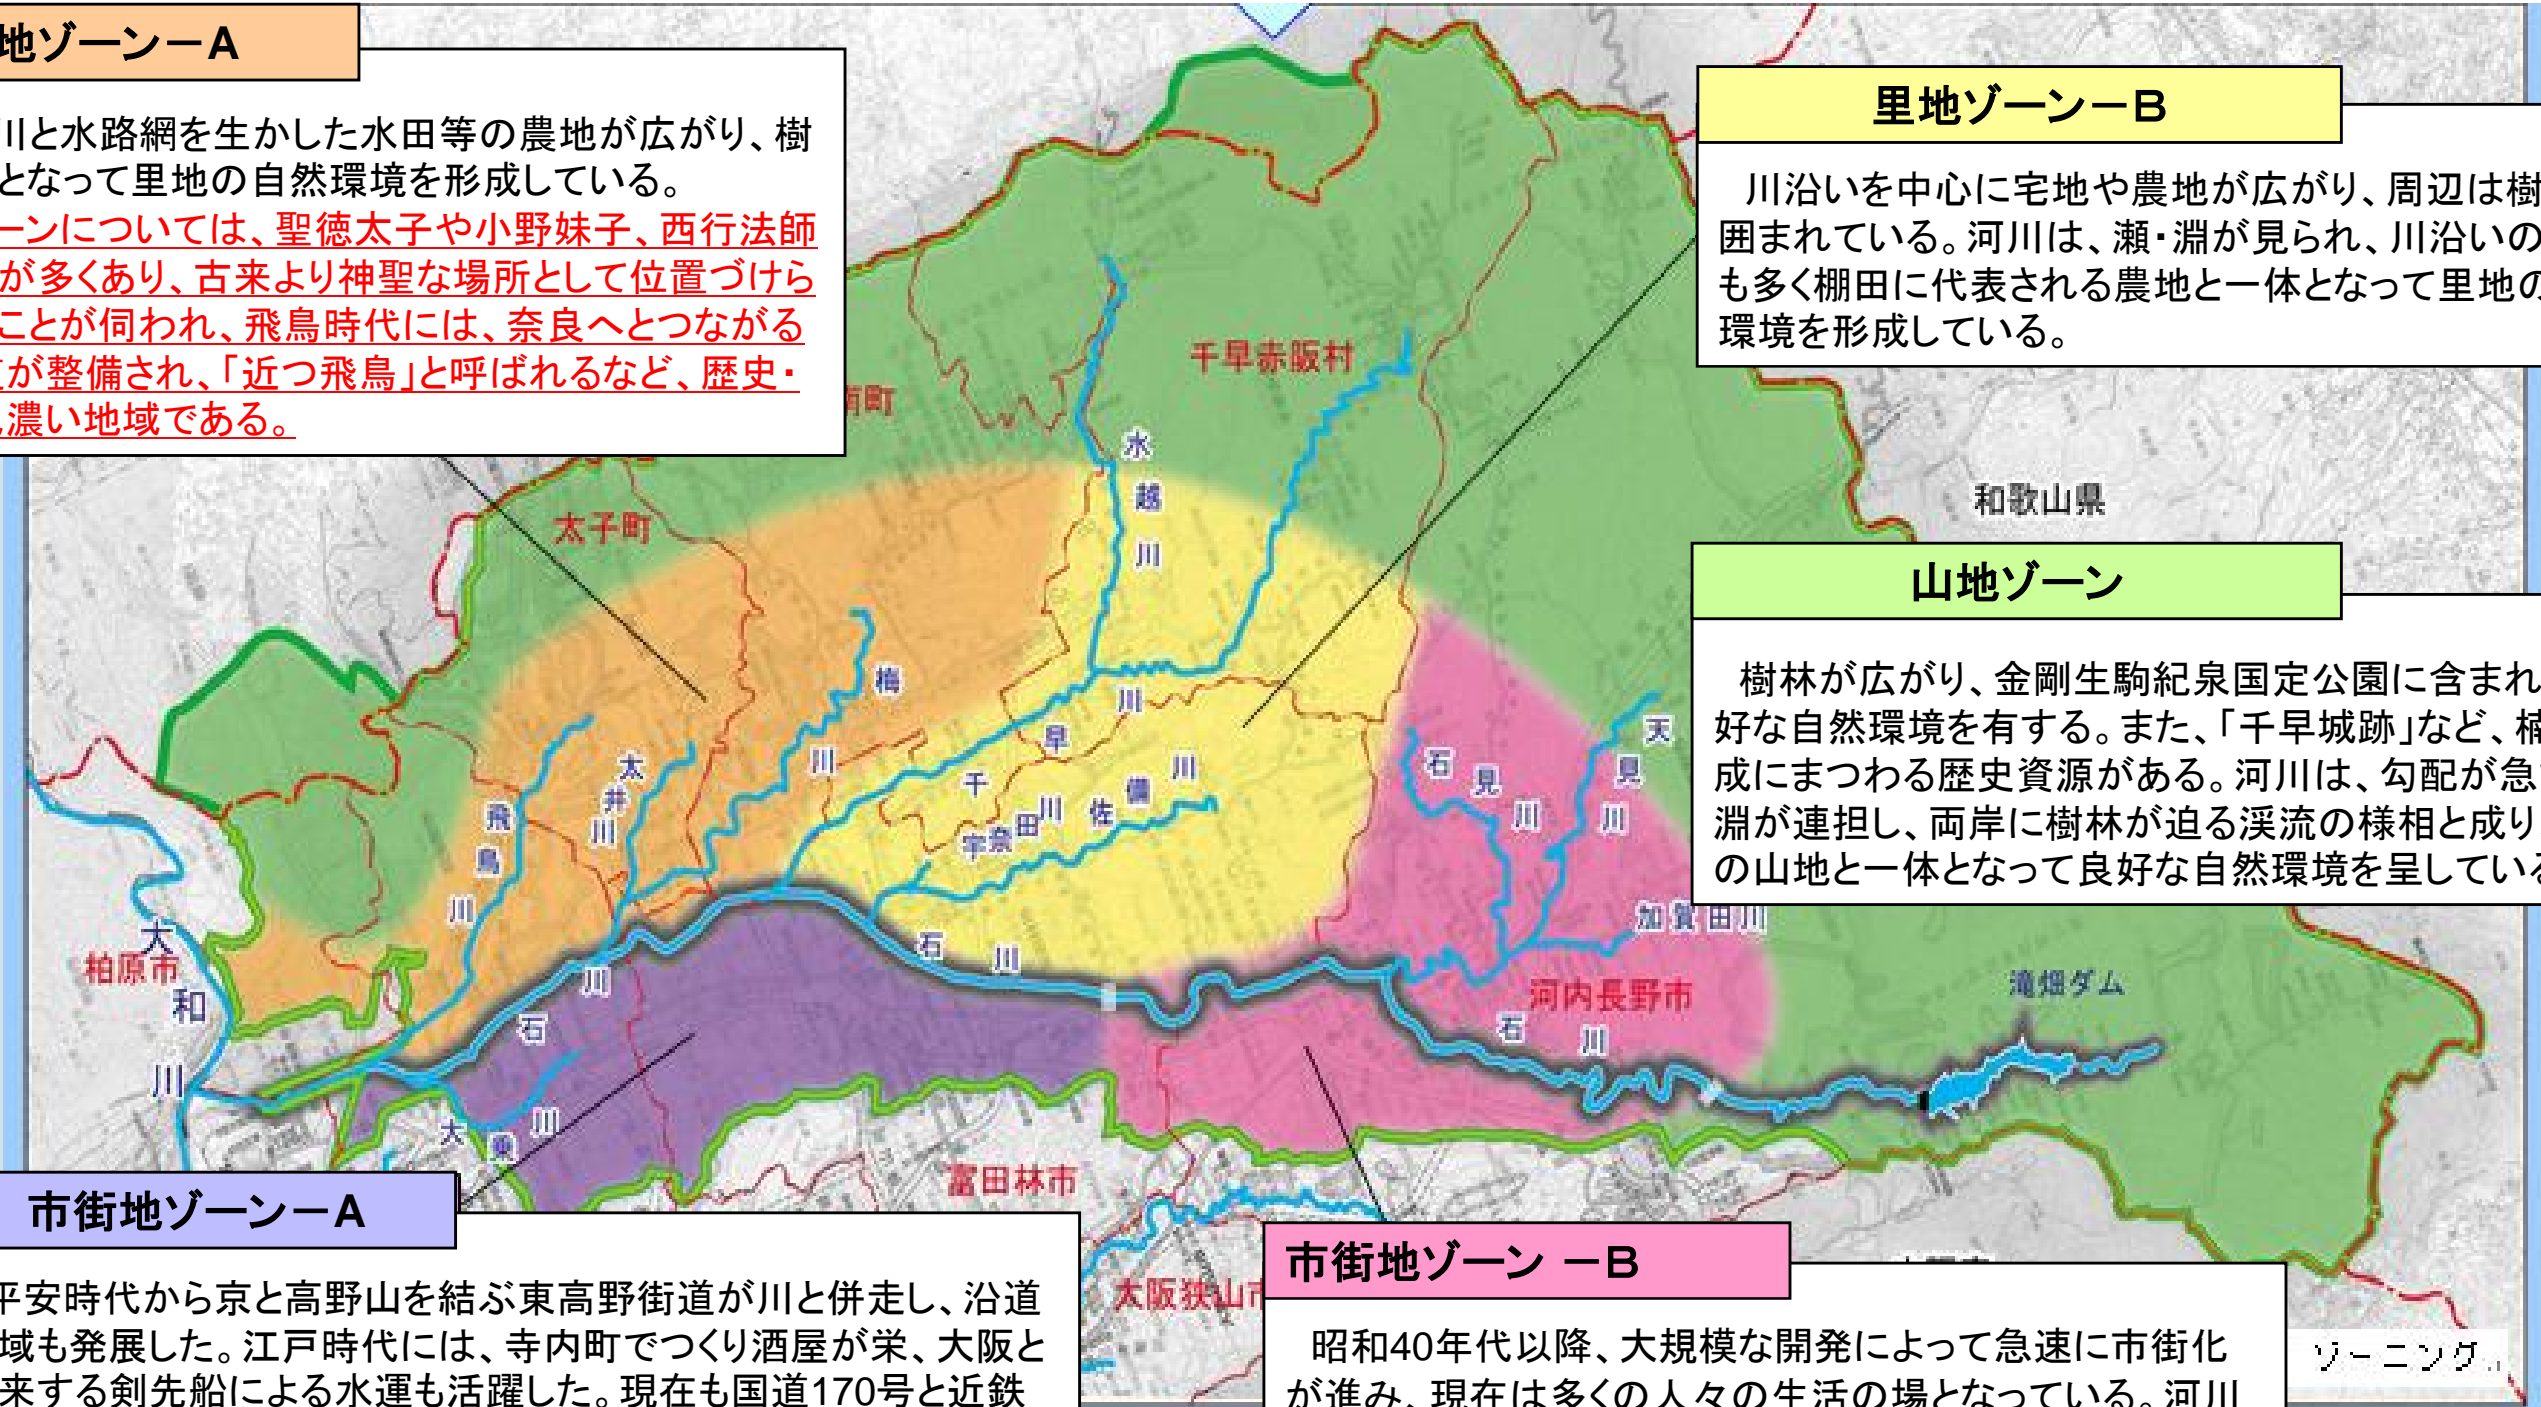 地ゾーン－A
川と水路網を生かした水田等の農地が広がり、樹
となって里地の自然環境を形成している。
ーンについては、聖徳太子や小野妹子、西行法師
が多くあり、古来より神聖な場所として位置づけら
ことが伺われ、飛鳥時代には、奈良へとつながる
が整備され、「近つ飛鳥」と呼ばれるなど、歴史・
濃い地域である。
里地ゾーン－B
川沿いを中心に宅地や農地が広がり、周辺は樹
囲まれている。河川は、瀬・淵が見られ、川沿いの
も多く棚田に代表される農地と一体となって里地の
環境を形成している。
千早赤阪村
南町
水越川
和歌山県
太子町
山地ゾーン
樹林が広がり、金剛生駒紀泉国定公園に含まれ
好な自然環境を有する。また、「千早城跡」など、楠
成にまつわる歴史資源がある。河川は、勾配が急
淵が連担し、両岸に樹林が迫る渓流の様相と成り
の山地と一体となって良好な自然環境を呈している
梅川
千早川
太井川
飛鳥川
宇奈田川
佐備川
石見川
天見川
加賀田川
柏原市
大和川
石川
石川
河内長野市
石川
滝畑ダム
大乗川
富田林市
大阪狭山市
市街地ゾーン－A
平安時代から京と高野山を結ぶ東高野街道が川と併走し、沿道
域も発展した。江戸時代には、寺内町でつくり酒屋が栄、大阪と
来する剣先船による水運も活躍した。現在も国道170号と近鉄
市街地ゾーン －B
昭和40年代以降、大規模な開発によって急速に市街化
が進み、現在は多くの人々の生活の場となっている。河川
ゾーニング